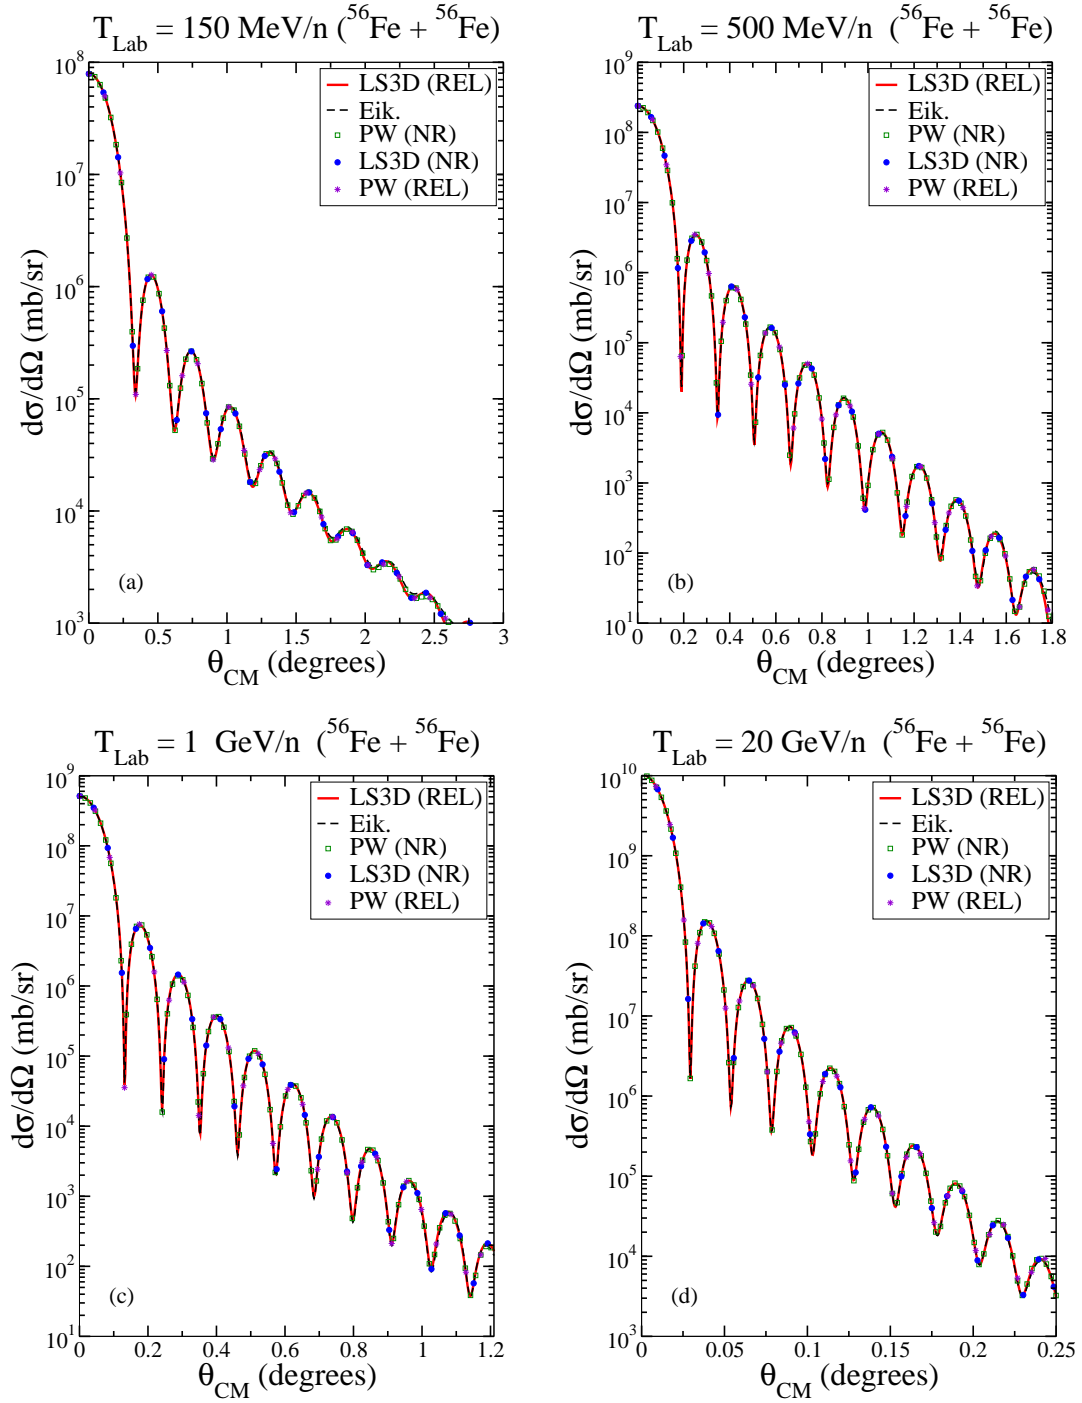 T_Lab = 150 MeV/n (^56Fe + ^56Fe)
10^8
10^7
10^6
10^5
10^4
10^3
dσ/dΩ (mb/sr)
LS3D (REL)
Eik.
PW (NR)
LS3D (NR)
PW (REL)
(a)
0 0.5 1 1.5 2 2.5 3
θ_CM (degrees)
T_Lab = 500 MeV/n (^56Fe + ^56Fe)
10^9
10^8
10^7
10^6
10^5
10^4
10^3
10^2
10^1
dσ/dΩ (mb/sr)
LS3D (REL)
Eik.
PW (NR)
LS3D (NR)
PW (REL)
(b)
0 0.2 0.4 0.6 0.8 1 1.2 1.4 1.6 1.8
θ_CM (degrees)
T_Lab = 1 GeV/n (^56Fe + ^56Fe)
10^9
10^8
10^7
10^6
10^5
10^4
10^3
10^2
10^1
dσ/dΩ (mb/sr)
LS3D (REL)
Eik.
PW (NR)
LS3D (NR)
PW (REL)
(c)
0 0.2 0.4 0.6 0.8 1 1.2
θ_CM (degrees)
T_Lab = 20 GeV/n (^56Fe + ^56Fe)
10^10
10^9
10^8
10^7
10^6
10^5
10^4
10^3
dσ/dΩ (mb/sr)
LS3D (REL)
Eik.
PW (NR)
LS3D (NR)
PW (REL)
(d)
0 0.05 0.1 0.15 0.2 0.25
θ_CM (degrees)